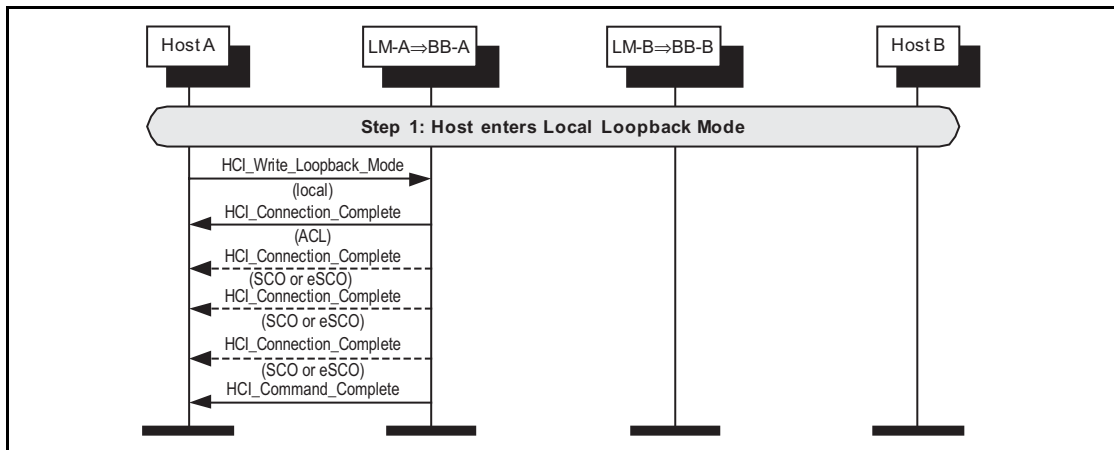 Host A
LM-A⇒BB-A
LM-B⇒BB-B
Host B
Step 1: Host enters Local Loopback Mode
HCI_Write_Loopback_Mode
(local)
HCI_Connection_Complete
(ACL)
HCI_Connection_Complete
(SCO or eSCO)
HCI_Connection_Complete
(SCO or eSCO)
HCI_Connection_Complete
(SCO or eSCO)
HCI_Command_Complete